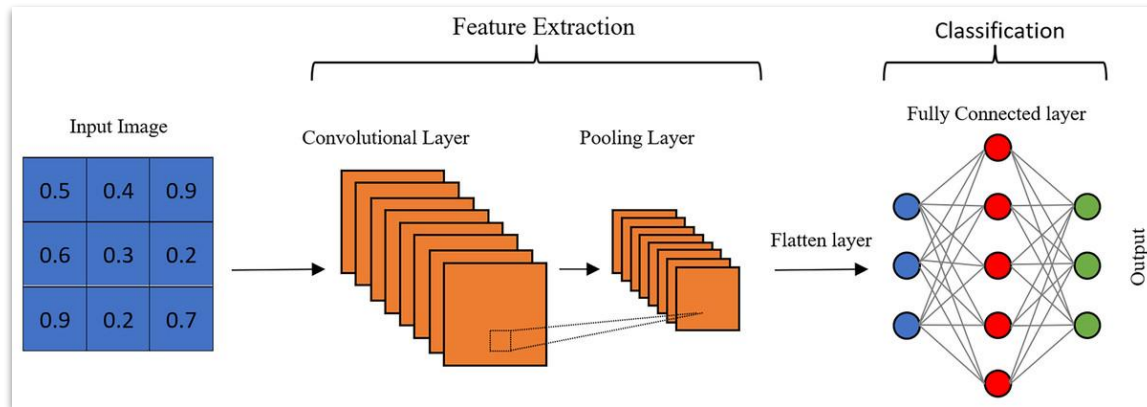 Feature Extraction
Classification
Input Image
Convolutional Layer
Pooling Layer
Fully Connected layer
0.5 0.4 0.9
0.6 0.3 0.2
0.9 0.2 0.7
Flatten layer
Output